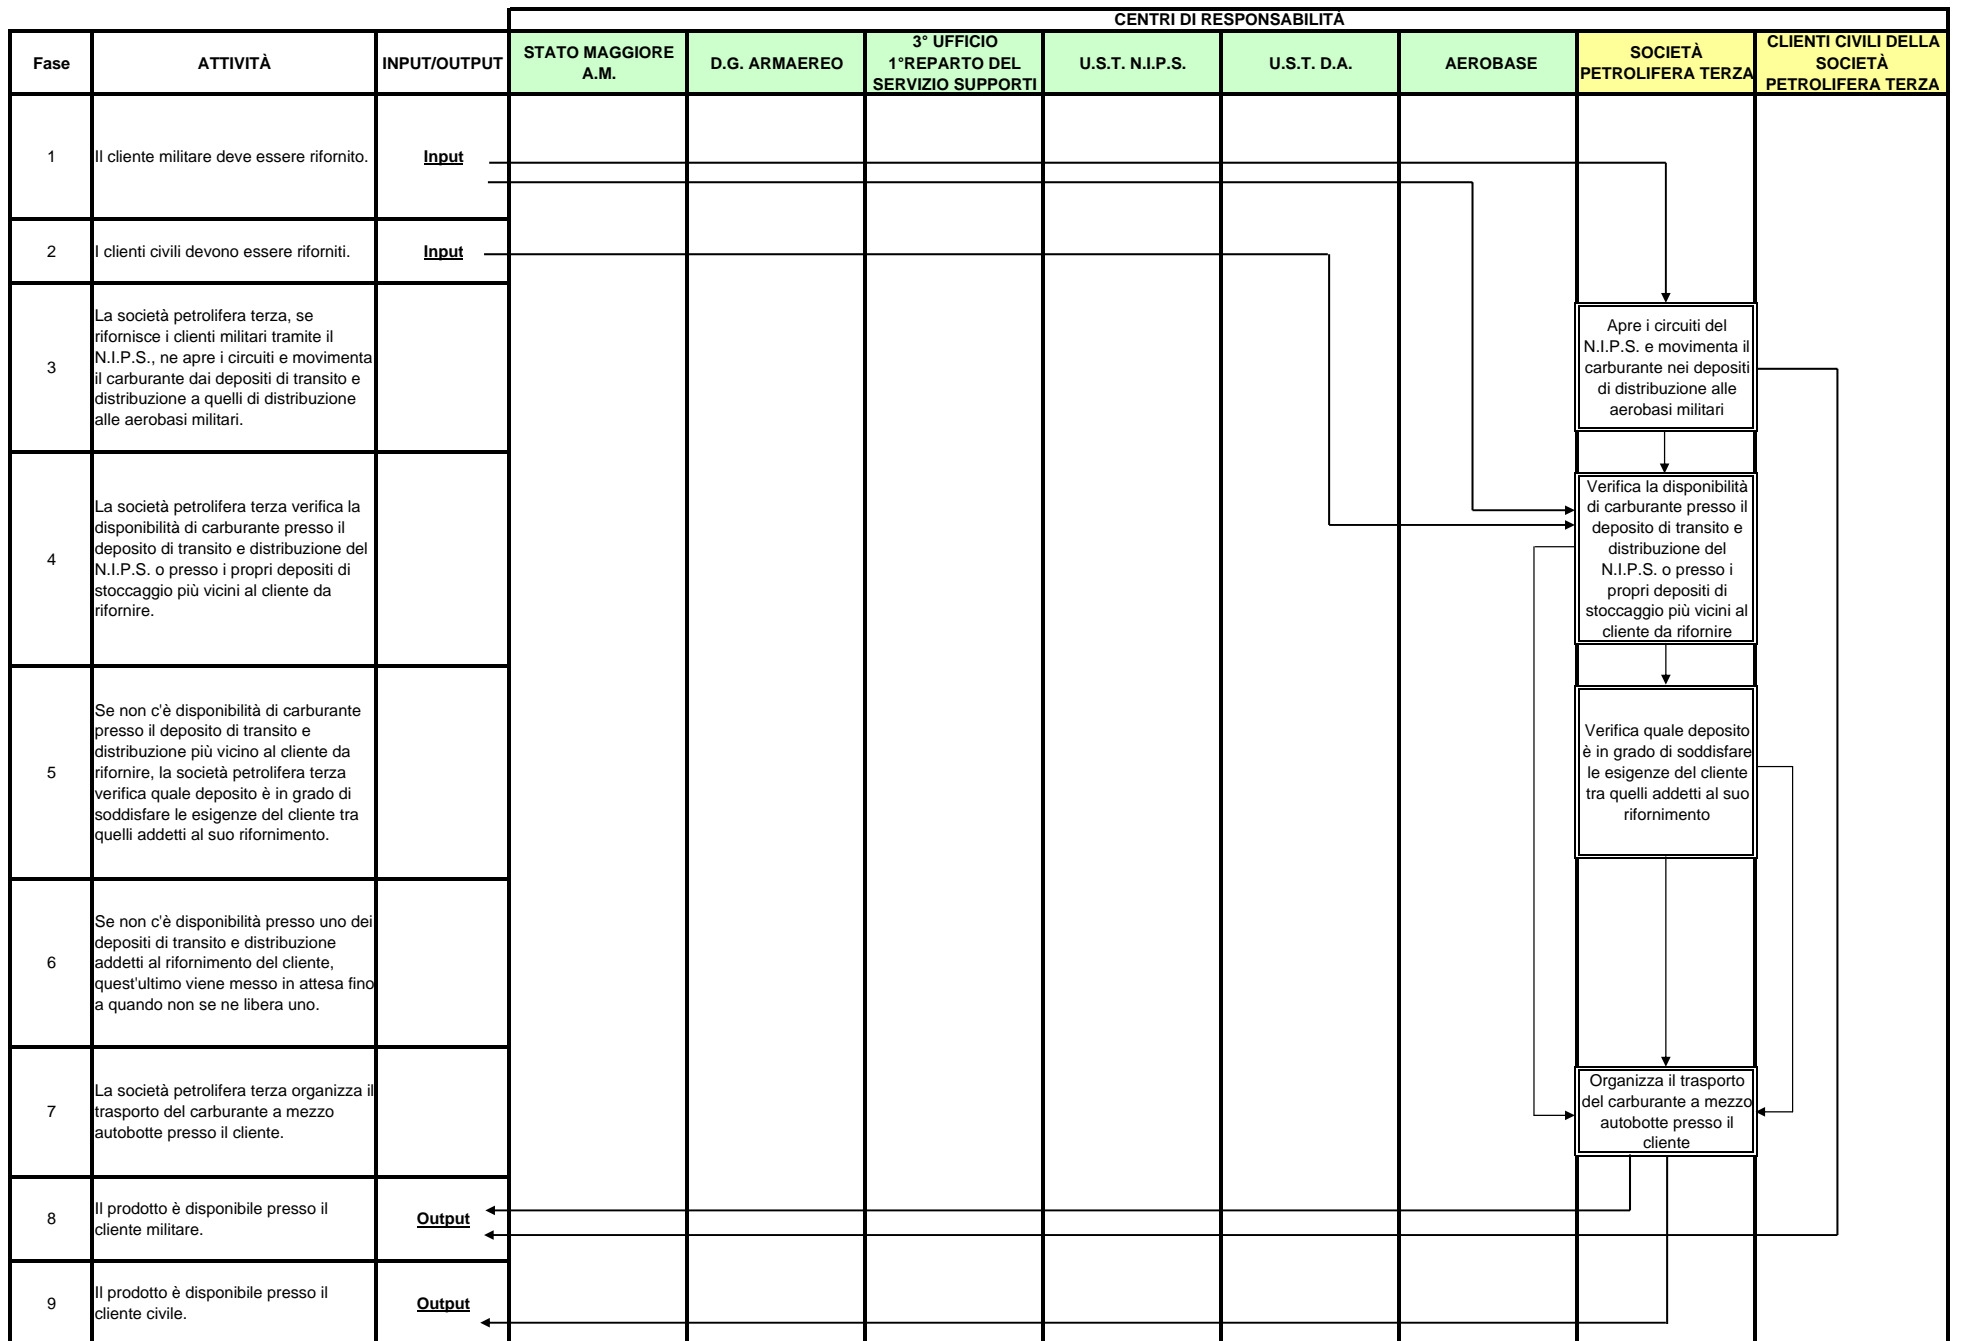 CENTRI DI RESPONSABILITÀ
Fase
ATTIVITÀ
INPUT/OUTPUT
STATO MAGGIORE
A.M.
D.G. ARMAEREO
3° UFFICIO
1°REPARTO DEL
SERVIZIO SUPPORTI
U.S.T. N.I.P.S.
U.S.T. D.A.
AEROBASE
SOCIETÀ
PETROLIFERA TERZA
CLIENTI CIVILI DELLA
SOCIETÀ
PETROLIFERA TERZA
1
Il cliente militare deve essere rifornito.
Input
2
I clienti civili devono essere riforniti.
Input
3
La società petrolifera terza, se
rifornisce i clienti militari tramite il
N.I.P.S., ne apre i circuiti e movimenta
il carburante dai depositi di transito e
distribuzione a quelli di distribuzione
alle aerobasi militari.
Apre i circuiti del
N.I.P.S. e movimenta il
carburante nei depositi
di distribuzione alle
aerobasi militari
4
La società petrolifera terza verifica la
disponibilità di carburante presso il
deposito di transito e distribuzione del
N.I.P.S. o presso i propri depositi di
stoccaggio più vicini al cliente da
rifornire.
Verifica la disponibilità
di carburante presso il
deposito di transito e
distribuzione del
N.I.P.S. o presso i
propri depositi di
stoccaggio più vicini al
cliente da rifornire
5
Se non c'è disponibilità di carburante
presso il deposito di transito e
distribuzione più vicino al cliente da
rifornire, la società petrolifera terza
verifica quale deposito è in grado di
soddisfare le esigenze del cliente tra
quelli addetti al suo rifornimento.
Verifica quale deposito
è in grado di soddisfare
le esigenze del cliente
tra quelli addetti al suo
rifornimento
6
Se non c'è disponibilità presso uno dei
depositi di transito e distribuzione
addetti al rifornimento del cliente,
quest'ultimo viene messo in attesa fino
a quando non se ne libera uno.
7
La società petrolifera terza organizza il
trasporto del carburante a mezzo
autobotte presso il cliente.
Organizza il trasporto
del carburante a mezzo
autobotte presso il
cliente
8
Il prodotto è disponibile presso il
cliente militare.
Output
9
Il prodotto è disponibile presso il
cliente civile.
Output